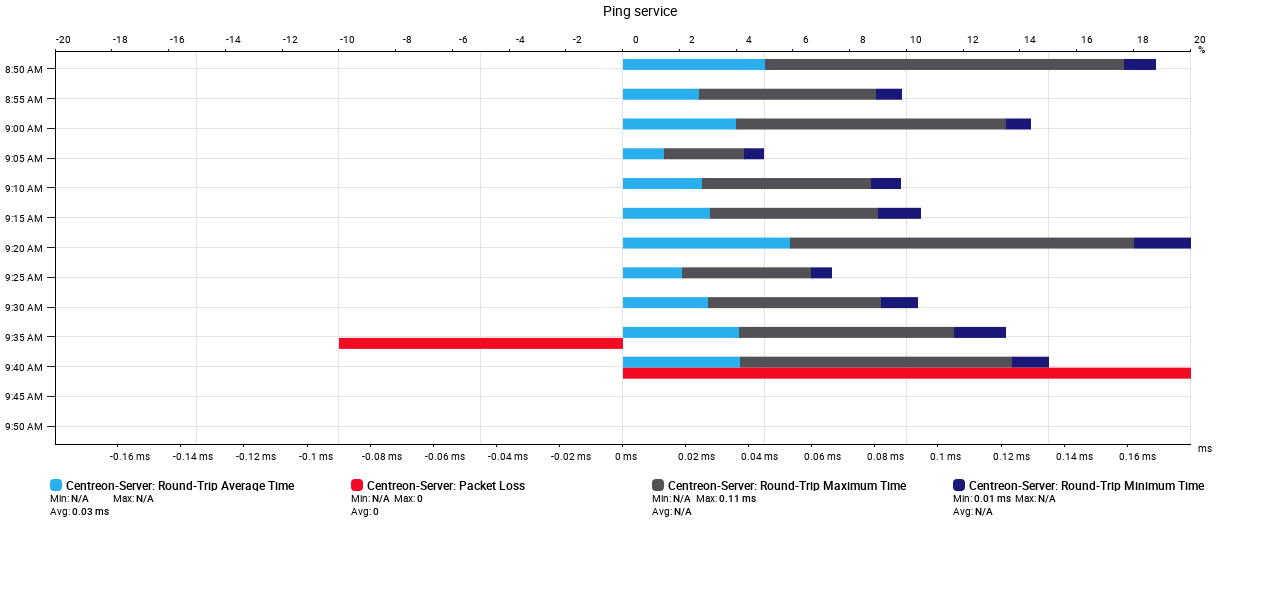 Ping service
-20 -18 -16 -14 -12 -10 -8 -6 -4 -2 0 2 4 6 8 10 12 14 16 18 20
%
8:50 AM
8:55 AM
9:00 AM
9:05 AM
9:10 AM
9:15 AM
9:20 AM
9:25 AM
9:30 AM
9:35 AM
9:40 AM
9:45 AM
9:50 AM
ms
-0.16 ms -0.14 ms -0.12 ms -0.1 ms -0.08 ms -0.06 ms -0.04 ms -0.02 ms 0 ms 0.02 ms 0.04 ms 0.06 ms 0.08 ms 0.1 ms 0.12 ms 0.14 ms 0.16 ms
Centreon-Server: Round-Trip Average Time
Min: N/A Max: N/A
Avg: 0.03 ms
Centreon-Server: Packet Loss
Min: N/A Max: 0
Avg: 0
Centreon-Server: Round-Trip Maximum Time
Min: N/A Max: 0.11 ms
Avg: N/A
Centreon-Server: Round-Trip Minimum Time
Min: 0.01 ms Max: N/A
Avg: N/A